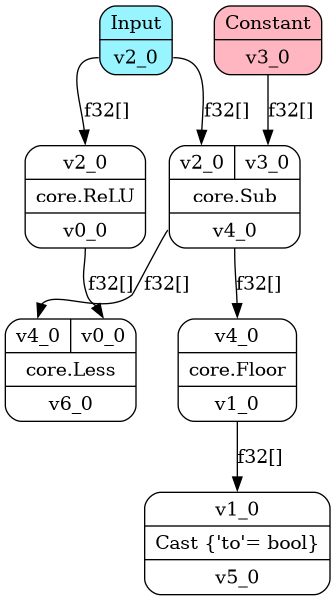 Input
v2_0
Constant
v3_0
f32[]
f32[]
f32[]
v2_0
core.ReLU
v0_0
v2_0 v3_0
core.Sub
v4_0
f32[]
f32[]
f32[]
v4_0 v0_0
core.Less
v6_0
v4_0
core.Floor
v1_0
f32[]
v1_0
Cast {'to'= bool}
v5_0